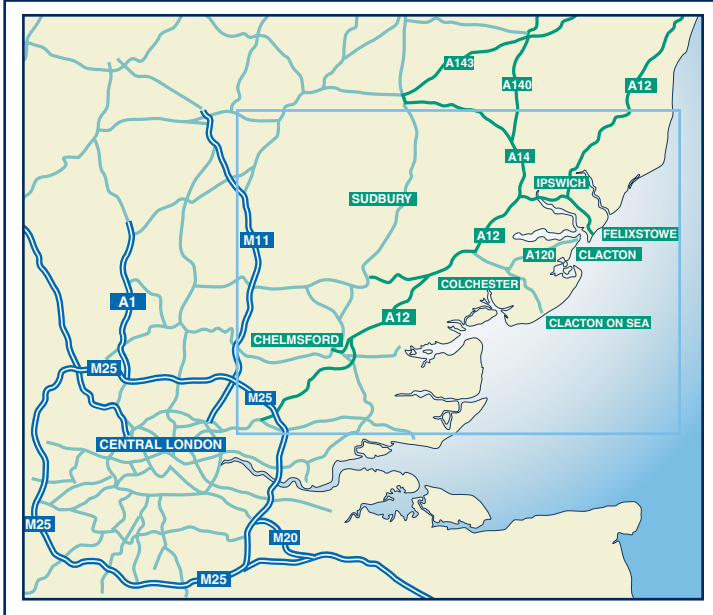 A143
A140
A12
A14
IPSWICH
SUDBURY
FELIXSTOWE
A12
M11
A120
CLACTON
COLCHESTER
A1
A12
CLACTON ON SEA
CHELMSFORD
M25
M25
CENTRAL LONDON
M25
M20
M25